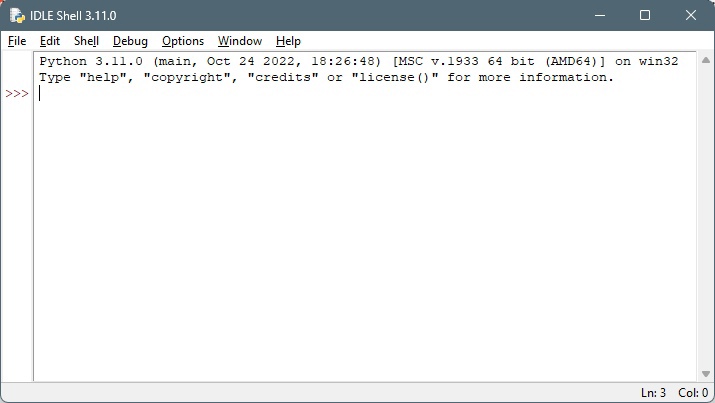 IDLE Shell 3.11.0
File Edit Shell Debug Options Window Help
Python 3.11.0 (main, Oct 24 2022, 18:26:48) [MSC v.1933 64 bit (AMD64)] on win32
Type "help", "copyright", "credits" or "license()" for more information.
>>>
Ln: 3 Col: 0